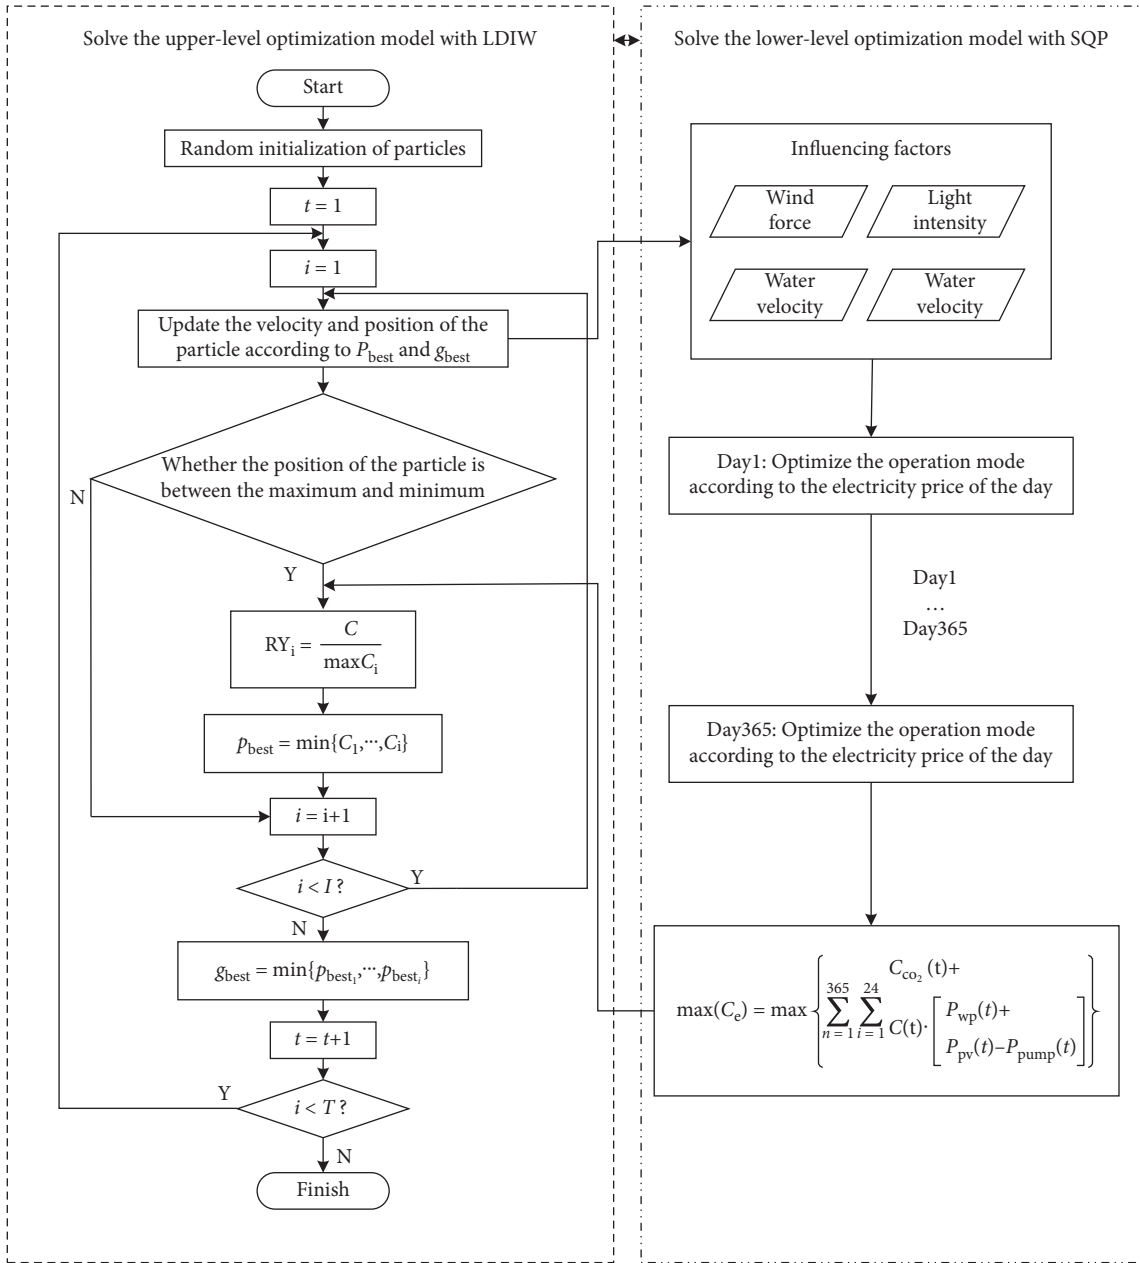 Solve the upper-level optimization model with LDIW
Start
Random initialization of particles
t = 1
i = 1
Update the velocity and position of the
particle according to P_best and g_best
Whether the position of the particle is
between the maximum and minimum
N
Y
RY_i = C / maxC_i
p_best = min{C_1,···,C_i}
i = i+1
i < I ?
Y
N
g_best = min{p_best_1,···,p_best_i}
t = t+1
Y
i < T ?
N
Finish
Solve the lower-level optimization model with SQP
Influencing factors
Wind
force
Light
intensity
Water
velocity
Water
velocity
Day1: Optimize the operation mode
according to the electricity price of the day
Day1
...
Day365
Day365: Optimize the operation mode
according to the electricity price of the day
max(C_e) = max { 365 ∑ n = 1 24 ∑ i = 1 C_co_2 (t)+
C(t)· [ P_wp(t)+
P_pv(t)–P_pump(t) ] }